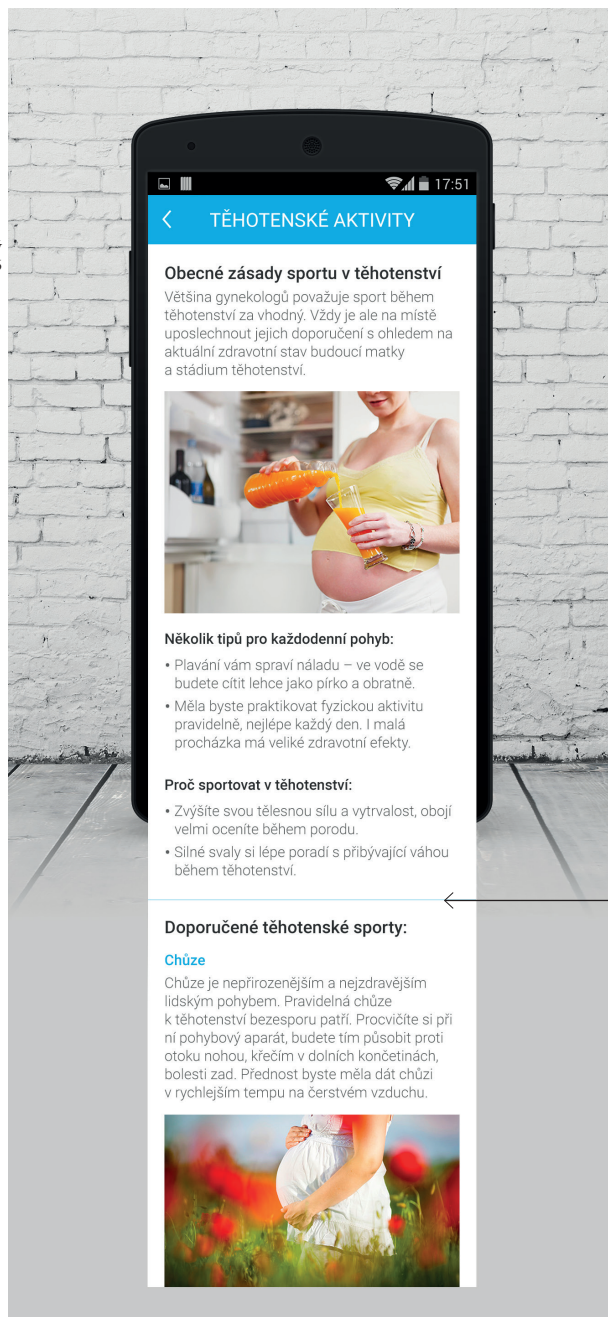 17:51
TĚHOTENSKÉ AKTIVITY
Obecné zásady sportu v těhotenství
Většina gynekologů považuje sport během
těhotenství za vhodný. Vždy je ale na místě
uposlechnout jejich doporučení s ohledem na
aktuální zdravotní stav budoucí matky
a stádium těhotenství.
Několik tipů pro každodenní pohyb:
• Plavání vám spraví náladu – ve vodě se
budete cítit lehce jako pírko a obratně.
• Měla byste praktikovat fyzickou aktivitu
pravidelně, nejlépe každý den. I malá
procházka má veliké zdravotní efekty.
Proč sportovat v těhotenství:
• Zvýšíte svou tělesnou sílu a vytrvalost, obojí
velmi oceníte během porodu.
• Silné svaly si lépe poradí s přibývající váhou
během těhotenství.
Doporučené těhotenské sporty:
Chůze
Chůze je nepřirozenějším a nejzdravějším
lidským pohybem. Pravidelná chůze
k těhotenství bezesporu patří. Procvičíte si při
ní pohybový aparát, budete tím působit proti
otoku nohou, křečím v dolních končetinách,
bolesti zad. Přednost byste měla dát chůzi
v rychlejším tempu na čerstvém vzduchu.